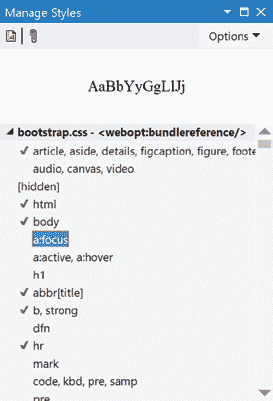 Manage Styles
Options
AaBbYyGgLlJj
bootstrap.css - <webopt:bundlereference/>
article, aside, details, figcaption, figure, foote
audio, canvas, video
[hidden]
html
body
a:focus
a:active, a:hover
h1
abbr[title]
b, strong
dfn
hr
mark
code, kbd, pre, samp
pre